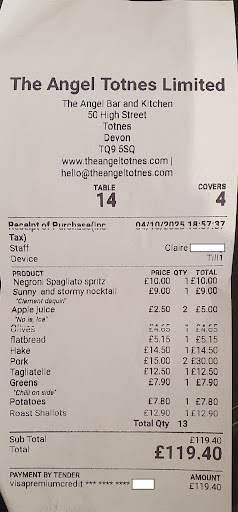 The Angel Totnes Limited
The Angel Bar and Kitchen
50 High Street
Totnes
Devon
TQ9 5SQ
www.theangeltotnes.com |
hello@theangeltotnes.com
TABLE COVERS
14 4
Receipt of Purchase(Inc 04/10/2025 18:57:37
Tax)
Staff Claire
Device Till1
PRODUCT PRICE QTY TOTAL
Negroni Spagliato spritz £10.00 1 £10.00
Sunny and stormy nocktail £9.00 1 £9.00
"Clement daquiri"
Apple juice £2.50 2 £5.00
"No is, Ice"
Olives £4.65 1 £4.65
flatbread £5.15 1 £5.15
Hake £14.50 1 £14.50
Pork £15.00 2 £30.00
Tagliatelle £12.50 1 £12.50
Greens £7.90 1 £7.90
"Chilli on side"
Potatoes £7.80 1 £7.80
Roast Shallots £12.90 1 £12.90
Total Qty 13
Sub Total £119.40
Total £119.40
PAYMENT BY TENDER AMOUNT
visapremiumcredit *** **** **** £119.40